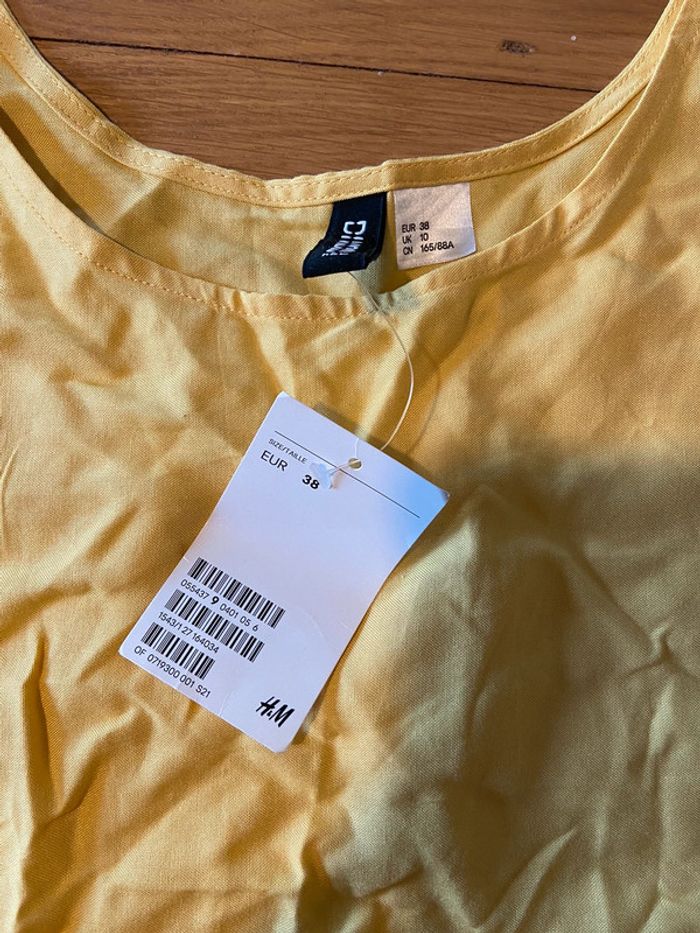 EUR 38
UK 10
CN 165/88A
SIZE/TAILLE
EUR 38
055437 9 0401 05 6
1543/127164034
OF 0719300 001 S21
H&M